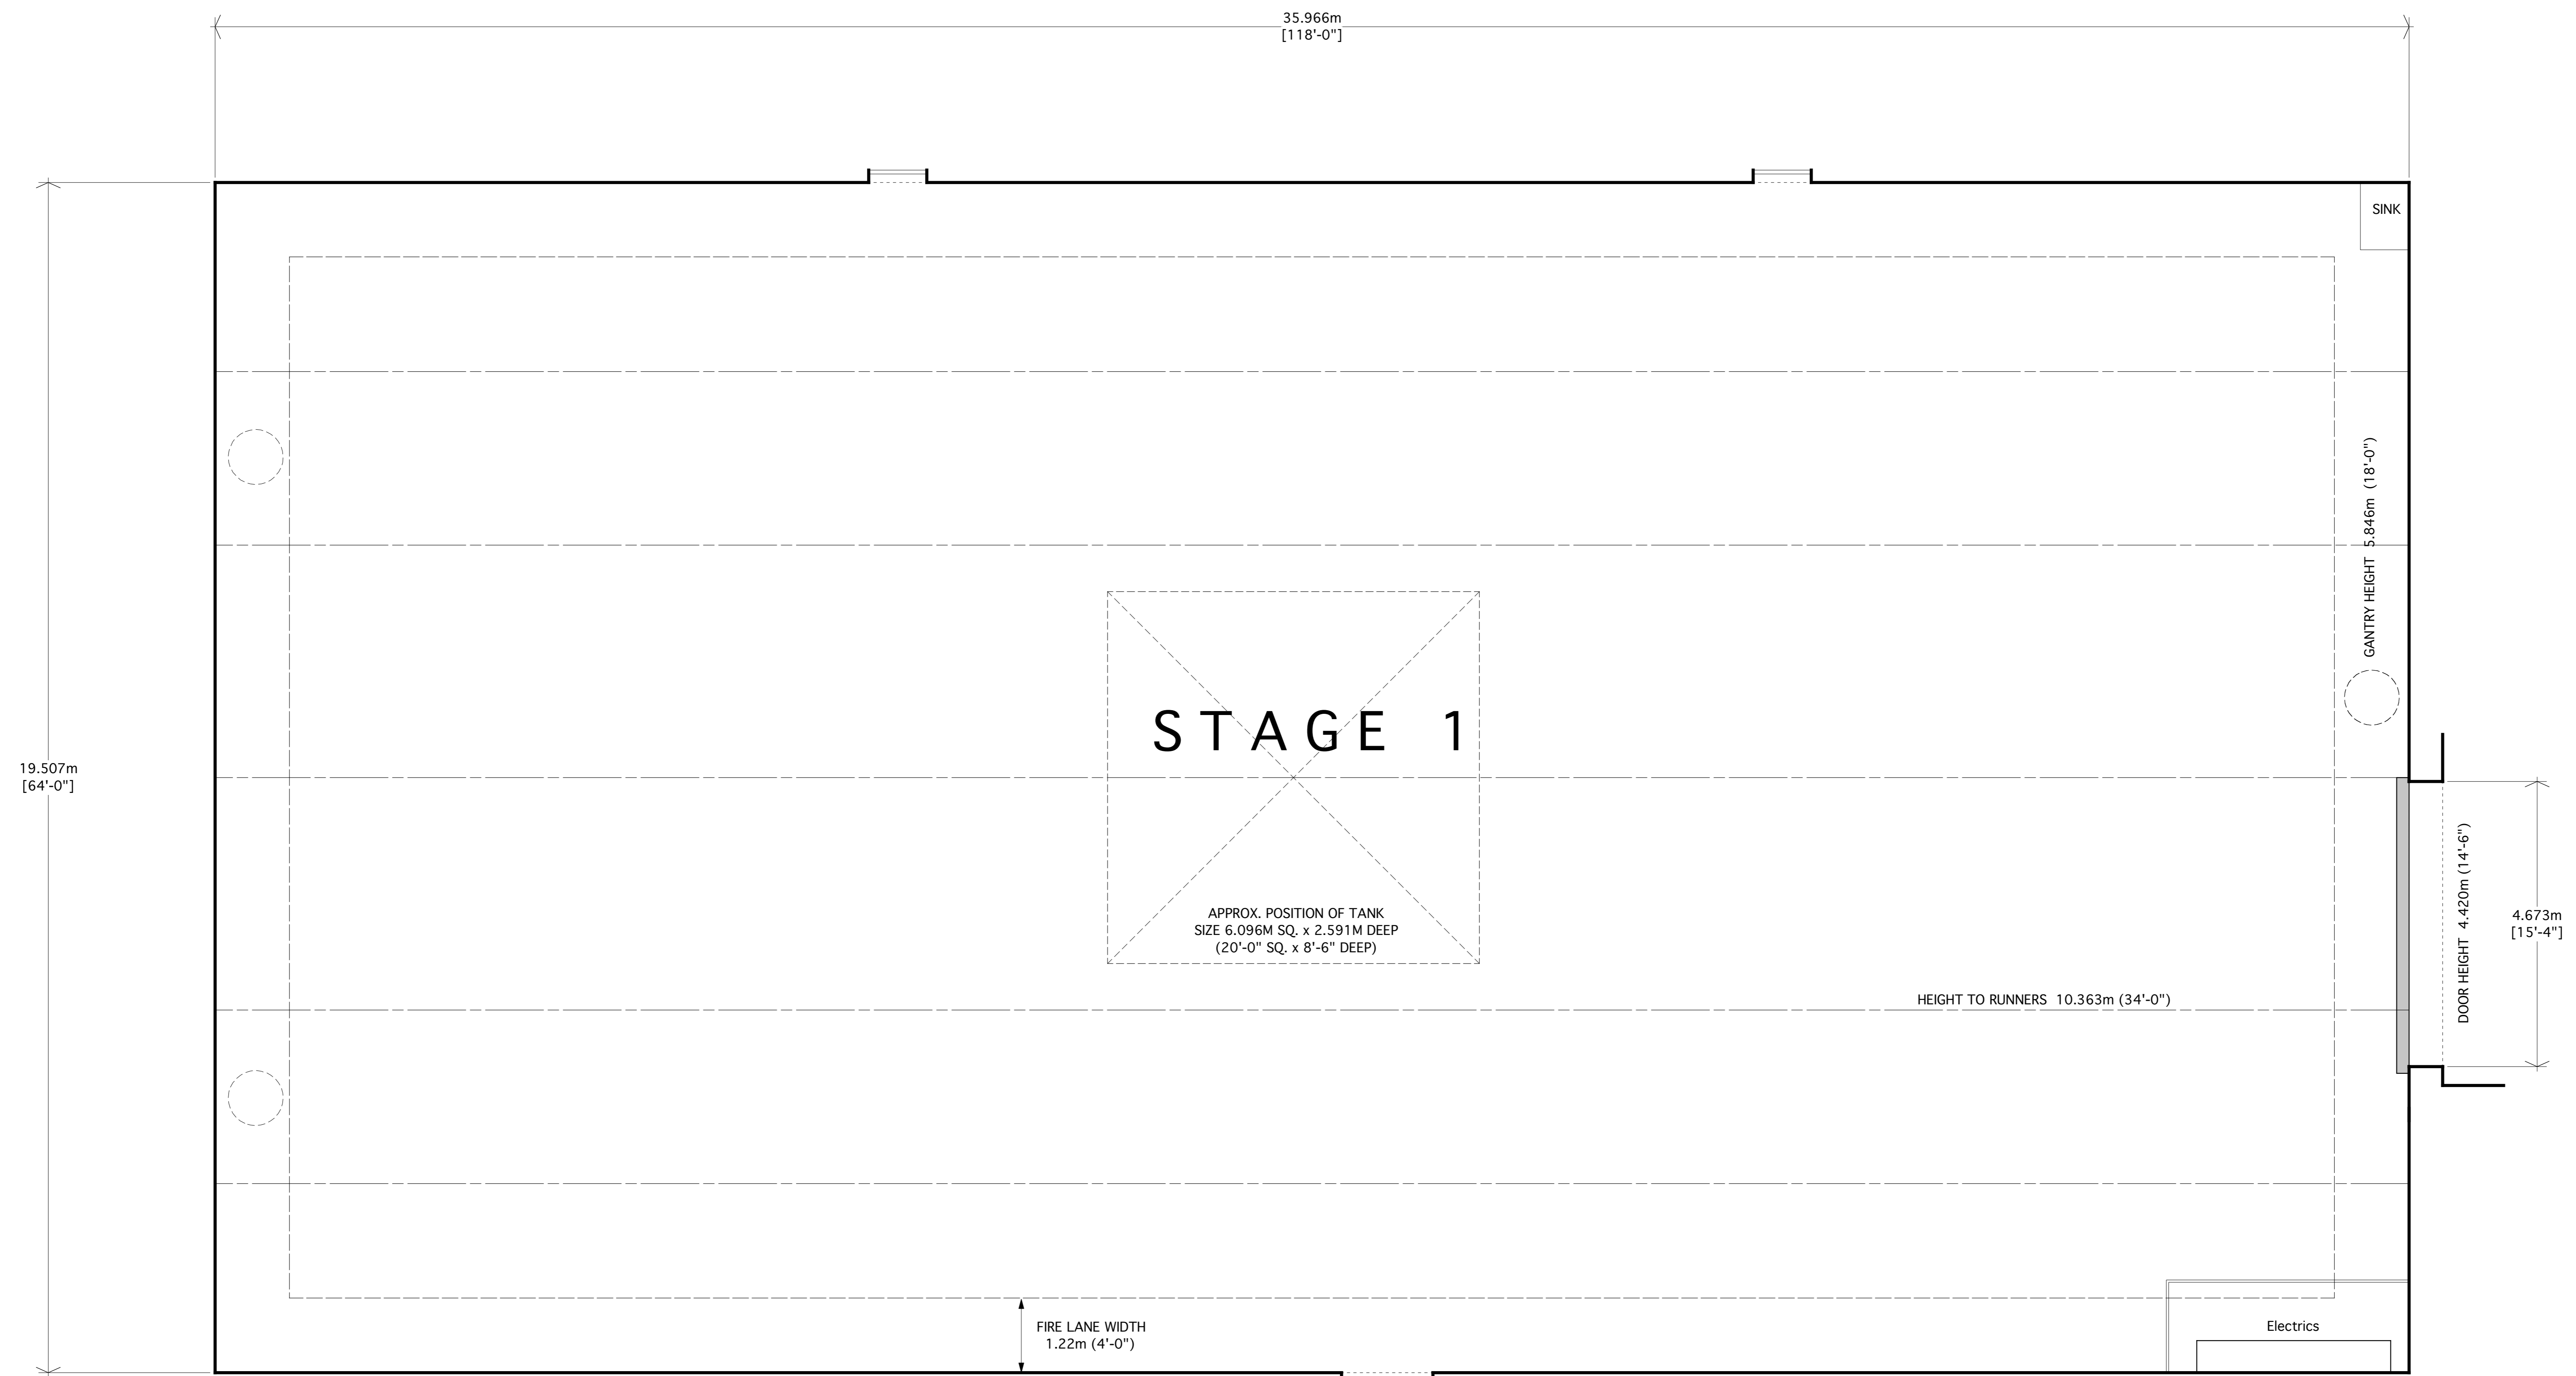 35.966m
[118'-0"]
SINK
GANTRY HEIGHT 5.846m (18'-0")
STAGE 1
19.507m
[64'-0"]
DOOR HEIGHT 4.420m (14'-6")
4.673m
[15'-4"]
APPROX. POSITION OF TANK
SIZE 6.096M SQ. x 2.591M DEEP
(20'-0" SQ. x 8'-6" DEEP)
HEIGHT TO RUNNERS 10.363m (34'-0")
FIRE LANE WIDTH
1.22m (4'-0")
Electrics